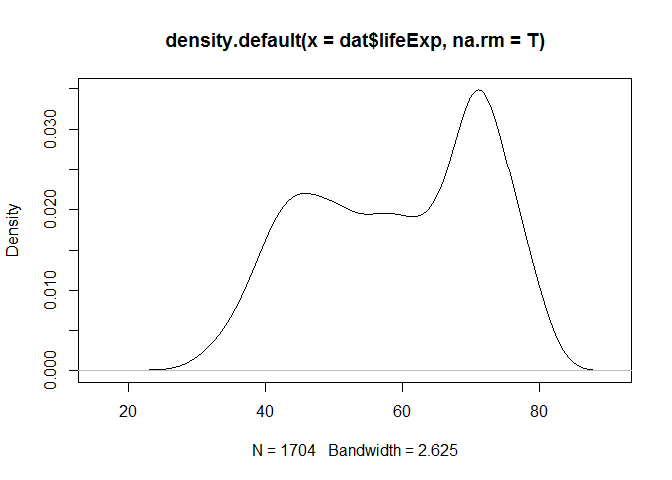 density.default(x = dat$lifeExp, na.rm = T)
Density
0.030
0.020
0.010
0.000
20 40 60 80
N = 1704 Bandwidth = 2.625